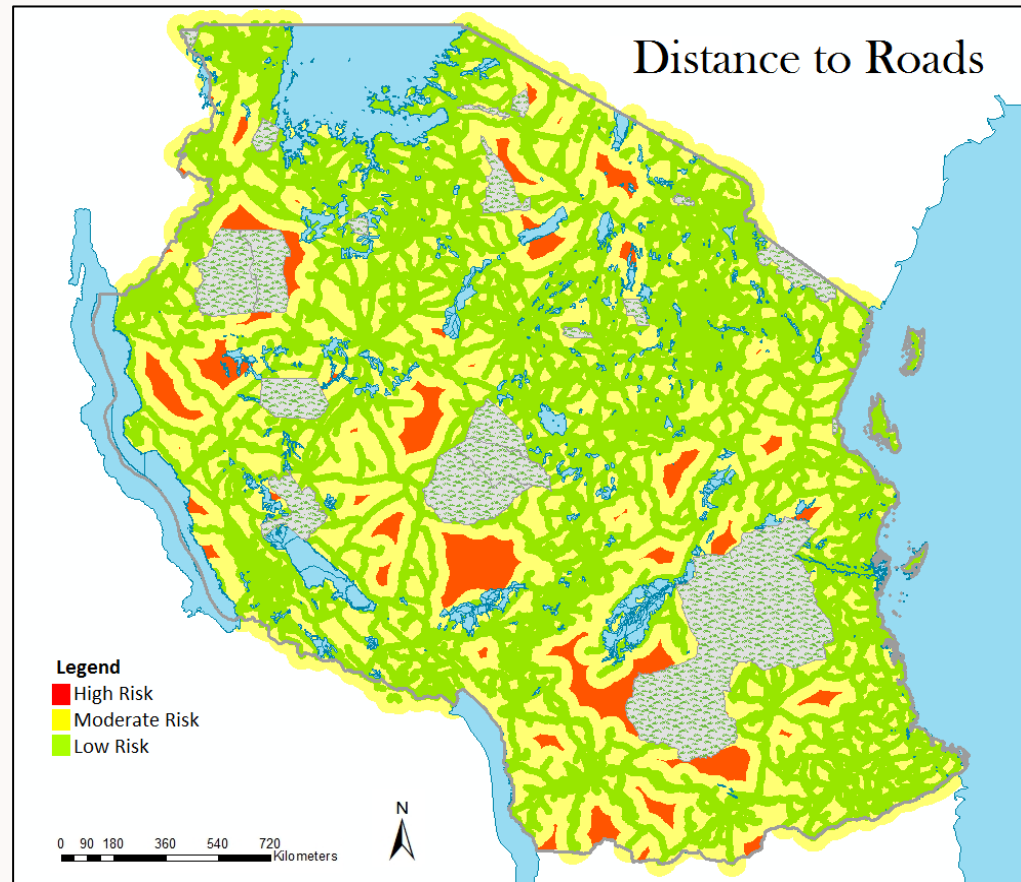 Distance to Roads
Legend
High Risk
Moderate Risk
Low Risk
N
0 90 180 360 540 720
Kilometers